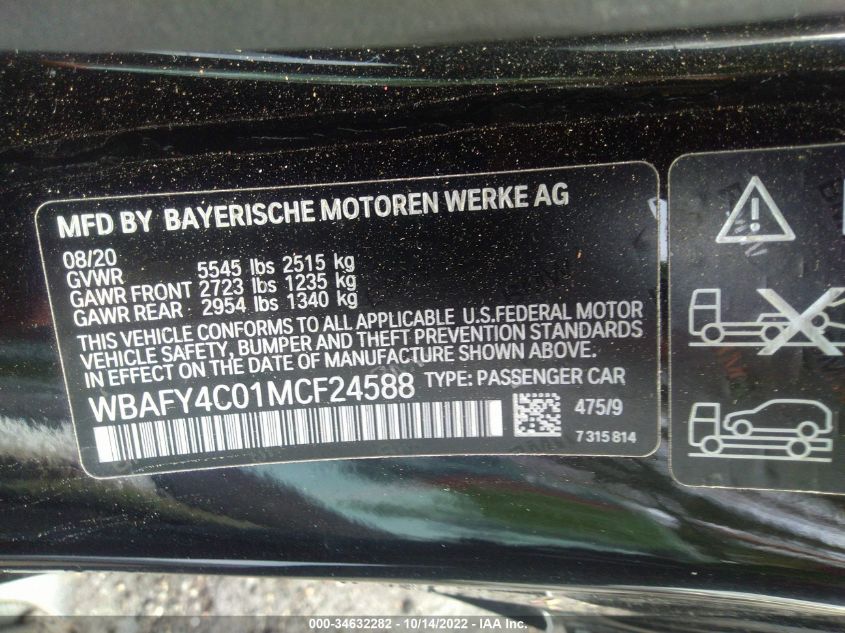 MFD BY BAYERISCHE MOTOREN WERKE AG
08/20
GVWR 5545 lbs 2515 kg
GAWR FRONT 2723 lbs 1235 kg
GAWR REAR 2954 lbs 1340 kg
THIS VEHICLE CONFORMS TO ALL APPLICABLE U.S.FEDERAL MOTOR
VEHICLE SAFETY, BUMPER AND THEFT PREVENTION STANDARDS
IN EFFECT ON THE DATE OF MANUFACTURE SHOWN ABOVE.
WBAFY4C01MCF24588 TYPE: PASSENGER CAR
475/9
7315814
000-34632282 - 10/14/2022 - IAA Inc.